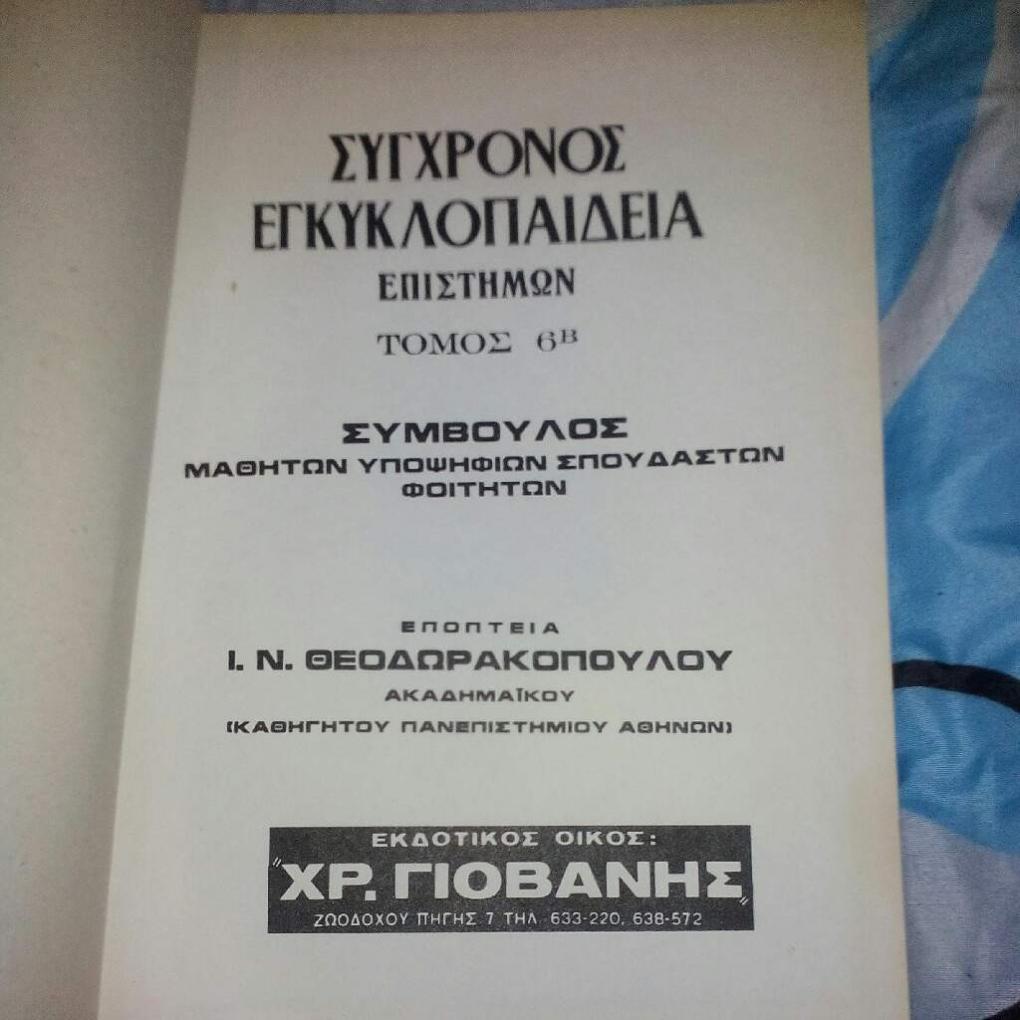 ΣΥΓΧΡΟΝΟΣ
ΕΓΚΥΚΛΟΠΑΙΔΕΙΑ
ΕΠΙΣΤΗΜΩΝ
ΤΟΜΟΣ 6Β
ΣΥΜΒΟΥΛΟΣ
ΜΑΘΗΤΩΝ ΥΠΟΨΗΦΙΩΝ ΣΠΟΥΔΑΣΤΩΝ
ΦΟΙΤΗΤΩΝ
ΕΠΟΠΤΕΙΑ
Ι. Ν. ΘΕΟΔΩΡΑΚΟΠΟΥΛΟΥ
ΑΚΑΔΗΜΑΪΚΟΥ
(ΚΑΘΗΓΗΤΟΥ ΠΑΝΕΠΙΣΤΗΜΙΟΥ ΑΘΗΝΩΝ)
ΕΚΔΟΤΙΚΟΣ ΟΙΚΟΣ:
"ΧΡ. ΓΙΟΒΑΝΗΣ„
ΖΩΟΔΟΧΟΥ ΠΗΓΗΣ 7 ΤΗΛ. 633-220, 638-572